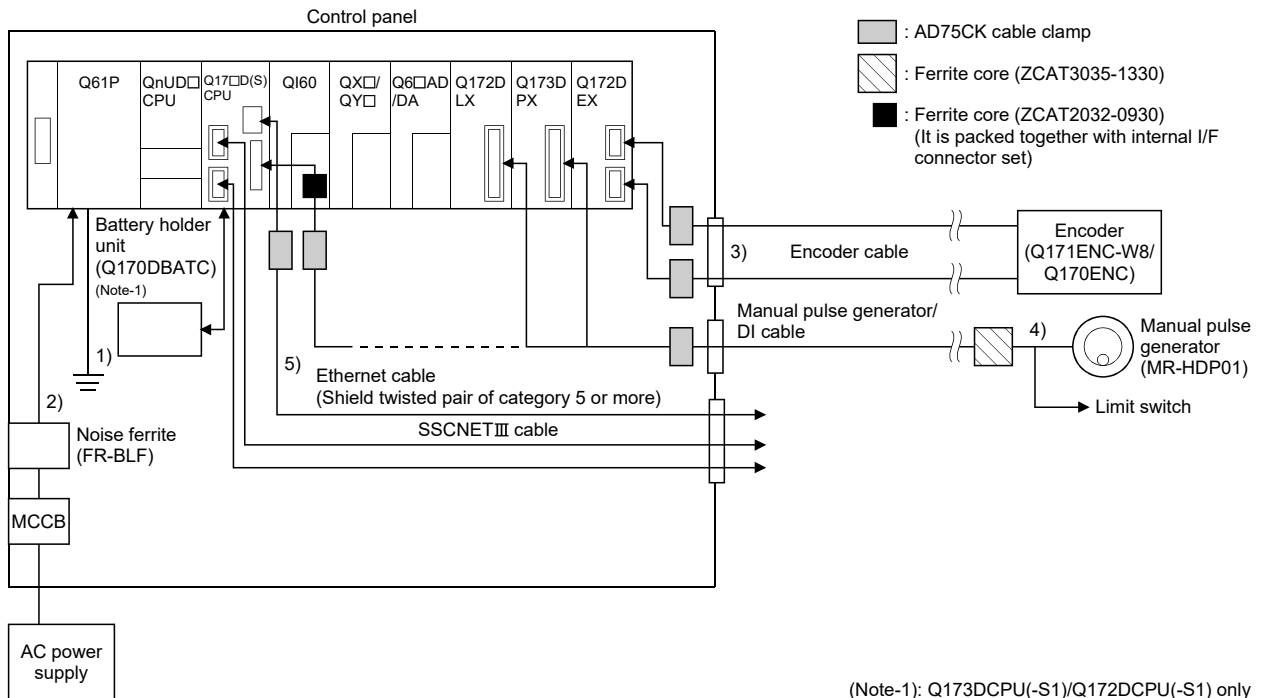 Control panel
: AD75CK cable clamp
: Ferrite core (ZCAT3035-1330)
: Ferrite core (ZCAT2032-0930)
(It is packed together with internal I/F
connector set)
Q61P
QnUD□
CPU
Q17□D(S)
CPU
QI60
QX□/
QY□
Q6□AD
/DA
Q172D
LX
Q173D
PX
Q172D
EX
Battery holder
unit
(Q170DBATC)
(Note-1)
1)
2)
3)
Encoder cable
Encoder
(Q171ENC-W8/
Q170ENC)
Manual pulse generator/
DI cable
4)
Manual pulse
generator
(MR-HDP01)
Limit switch
5)
Ethernet cable
(Shield twisted pair of category 5 or more)
SSCNETⅢ cable
Noise ferrite
(FR-BLF)
MCCB
AC power
supply
(Note-1): Q173DCPU(-S1)/Q172DCPU(-S1) only